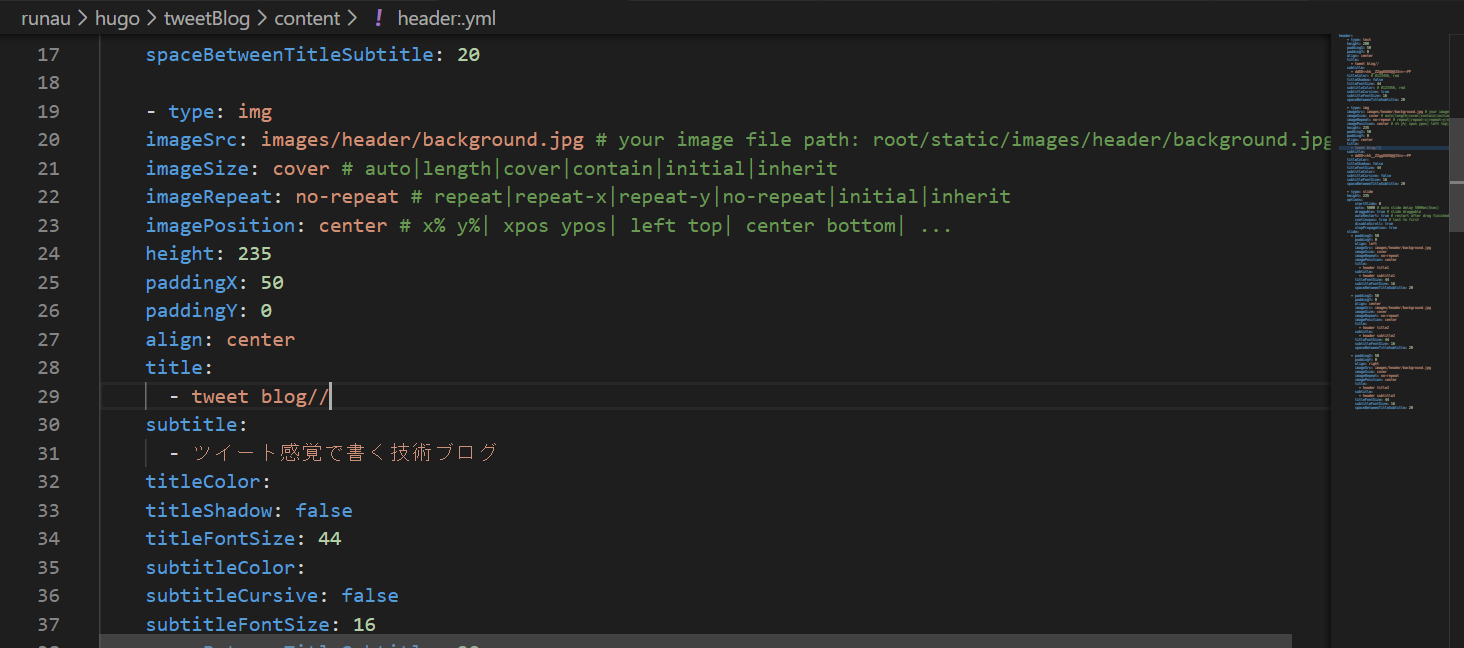 runau > hugo > tweetBlog > content > ! header:.yml
17 spaceBetweenTitleSubtitle: 20
18
19 - type: img
20 imageSrc: images/header/background.jpg # your image file path: root/static/images/header/background.jpg
21 imageSize: cover # auto|length|cover|contain|initial|inherit
22 imageRepeat: no-repeat # repeat|repeat-x|repeat-y|no-repeat|initial|inherit
23 imagePosition: center # x% y%| xpos ypos| left top| center bottom| ...
24 height: 235
25 paddingX: 50
26 paddingY: 0
27 align: center
28 title:
29 - tweet blog//
30 subtitle:
31 - ツイート感覚で書く技術ブログ
32 titleColor:
33 titleShadow: false
34 titleFontSize: 44
35 subtitleColor:
36 subtitleCursive: false
37 subtitleFontSize: 16